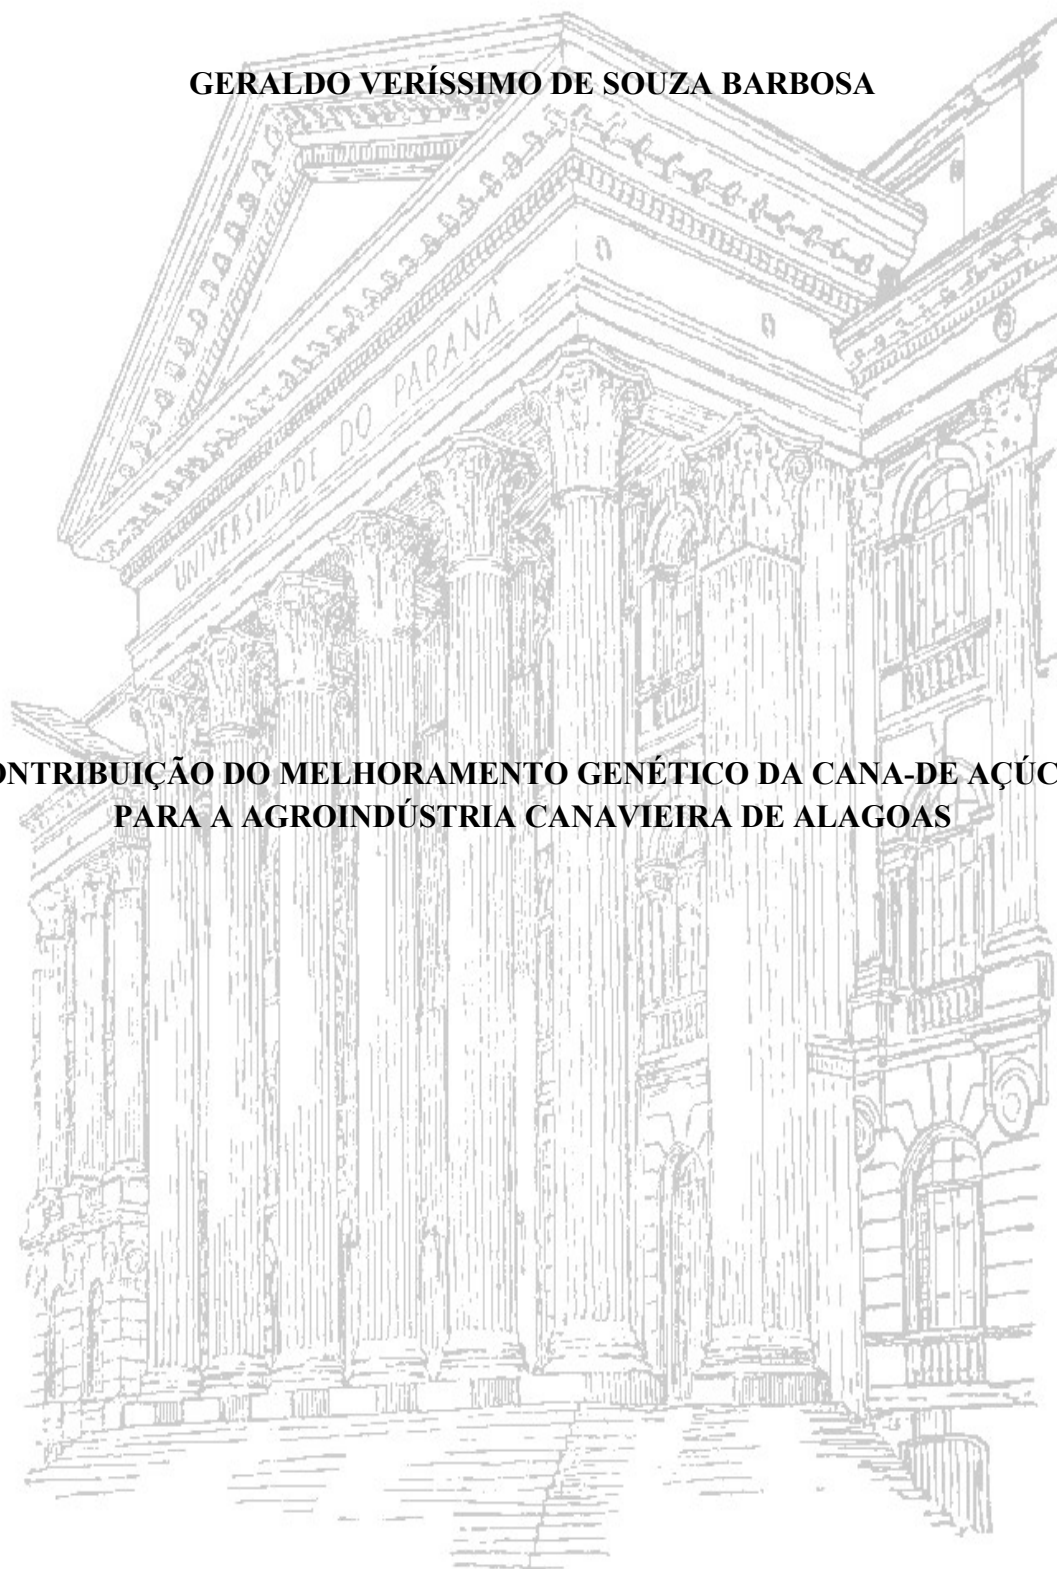 GERALDO VERÍSSIMO DE SOUZA BARBOSA
UNIVERSIDADE DO PARANÁ
ONTRIBUIÇÃO DO MELHORAMENTO GENÉTICO DA CANA-DE AÇÚC
PARA A AGROINDÚSTRIA CANAVIEIRA DE ALAGOAS